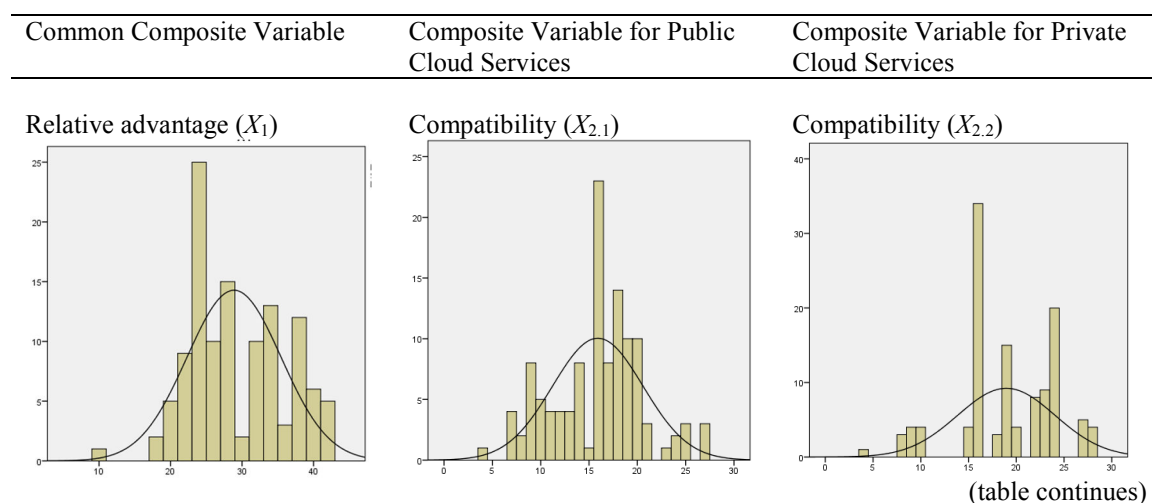 Common Composite Variable
Composite Variable for Public
Cloud Services
Composite Variable for Private
Cloud Services
Relative advantage (X1)
Compatibility (X2.1)
Compatibility (X2.2)
25
20
15
10
5
0
10 20 30 40
25
20
15
10
5
0
0 5 10 15 20 25 30
40
30
20
10
0
0 5 10 15 20 25 30
(table continues)